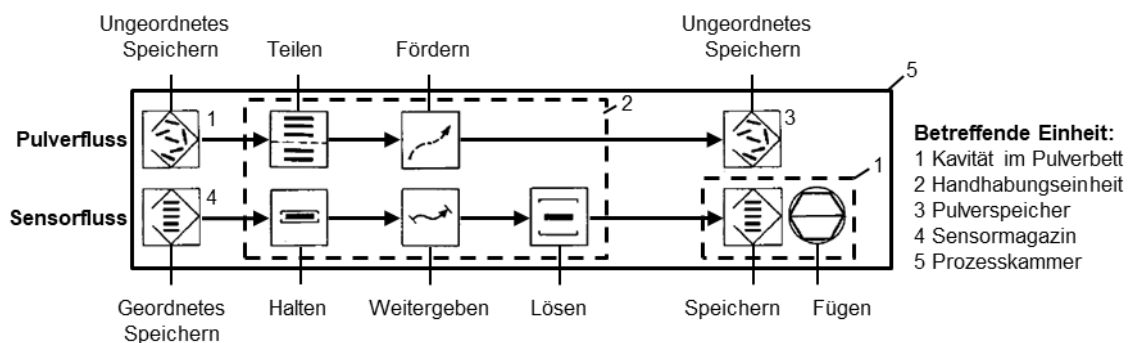 Ungeordnetes
Speichern
Teilen
Fördern
Ungeordnetes
Speichern
5
1
2
3
Pulverfluss
Betreffende Einheit:
1 Kavität im Pulverbett
2 Handhabungseinheit
3 Pulverspeicher
4 Sensormagazin
5 Prozesskammer
1
4
Sensorfluss
Geordnetes
Speichern
Halten
Weitergeben
Lösen
Speichern
Fügen